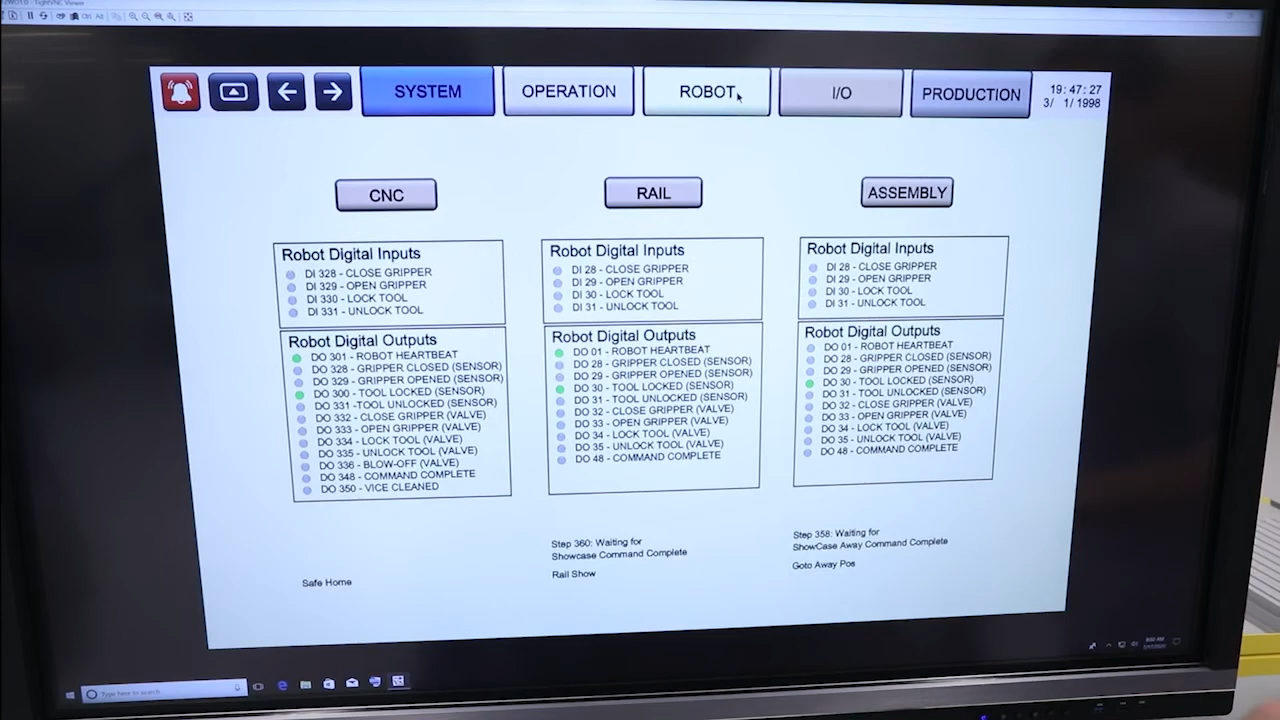 TightVNC Viewer
Ctrl Alt
SYSTEM
OPERATION
ROBOT
I/O
PRODUCTION
19:47:27
3/ 1/1998
CNC
Robot Digital Inputs
DI 328 - CLOSE GRIPPER
DI 329 - OPEN GRIPPER
DI 330 - LOCK TOOL
DI 331 - UNLOCK TOOL
Robot Digital Outputs
DO 301 - ROBOT HEARTBEAT
DO 328 - GRIPPER CLOSED (SENSOR)
DO 329 - GRIPPER OPENED (SENSOR)
DO 300 - TOOL LOCKED (SENSOR)
DO 331 -TOOL UNLOCKED (SENSOR)
DO 332 - CLOSE GRIPPER (VALVE)
DO 333 - OPEN GRIPPER (VALVE)
DO 334 - LOCK TOOL (VALVE)
DO 335 - UNLOCK TOOL (VALVE)
DO 336 - BLOW-OFF (VALVE)
DO 348 - COMMAND COMPLETE
DO 350 - VICE CLEANED
Safe Home
RAIL
Robot Digital Inputs
DI 28 - CLOSE GRIPPER
DI 29 - OPEN GRIPPER
DI 30 - LOCK TOOL
DI 31 - UNLOCK TOOL
Robot Digital Outputs
DO 01 - ROBOT HEARTBEAT
DO 28 - GRIPPER CLOSED (SENSOR)
DO 29 - GRIPPER OPENED (SENSOR)
DO 30 - TOOL LOCKED (SENSOR)
DO 31 - TOOL UNLOCKED (SENSOR)
DO 32 - CLOSE GRIPPER (VALVE)
DO 33 - OPEN GRIPPER (VALVE)
DO 34 - LOCK TOOL (VALVE)
DO 35 - UNLOCK TOOL (VALVE)
DO 48 - COMMAND COMPLETE
Step 360: Waiting for
Showcase Command Complete
Rail Show
ASSEMBLY
Robot Digital Inputs
DI 28 - CLOSE GRIPPER
DI 29 - OPEN GRIPPER
DI 30 - LOCK TOOL
DI 31 - UNLOCK TOOL
Robot Digital Outputs
DO 01 - ROBOT HEARTBEAT
DO 28 - GRIPPER CLOSED (SENSOR)
DO 29 - GRIPPER OPENED (SENSOR)
DO 30 - TOOL LOCKED (SENSOR)
DO 31 - TOOL UNLOCKED (SENSOR)
DO 32 - CLOSE GRIPPER (VALVE)
DO 33 - OPEN GRIPPER (VALVE)
DO 34 - LOCK TOOL (VALVE)
DO 35 - UNLOCK TOOL (VALVE)
DO 48 - COMMAND COMPLETE
Step 358: Waiting for
ShowCase Away Command Complete
Goto Away Pos
Type here to search